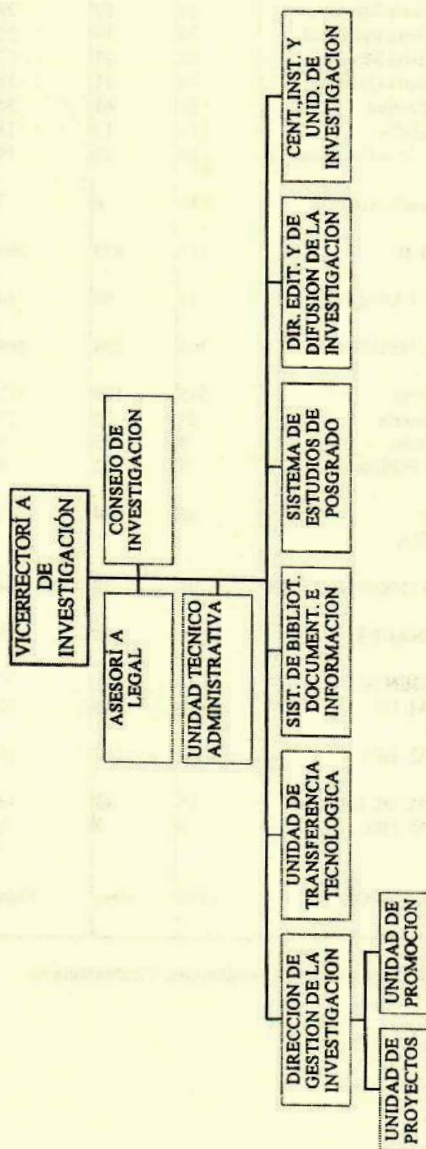 VICERRECTORÍ A
DE
INVESTIGACIÓN
ASESORÍ A
LEGAL
CONSEJO DE
INVESTIGACION
UNIDAD TECNICO
ADMINISTRATIVA
DIRECCION DE
GESTION DE LA
INVESTIGACION
UNIDAD DE
TRANSFERENCIA
TECNOLOGICA
SIST. DE BIBLIOT.
DOCUMENT. E
INFORMACION
SISTEMA DE
ESTUDIOS DE
POSGRADO
DIR. EDIT. Y DE
DIFUSION DE LA
INVESTIGACION
CENT.,INST. Y
UNID. DE
INVESTIGACION
UNIDAD DE
PROYECTOS
UNIDAD DE
PROMOCION